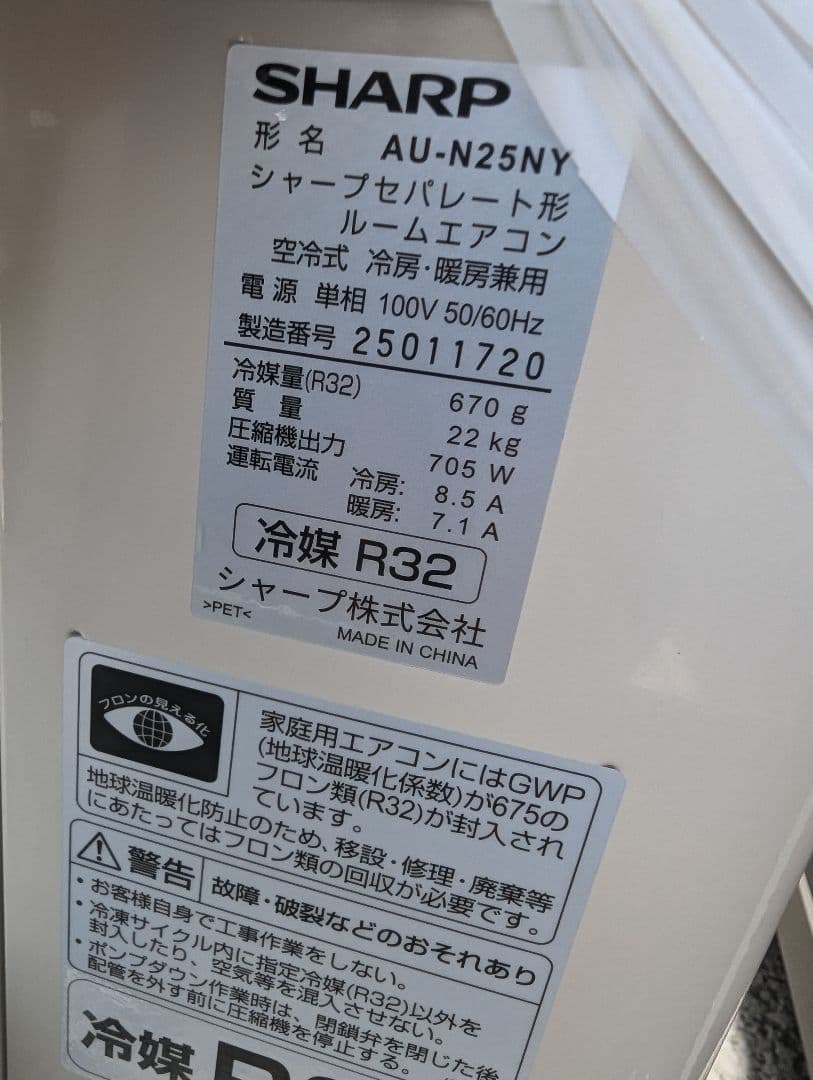 SHARP
形名 AU-N25NY
シャープセパレート形
ルームエアコン
空冷式 冷房・暖房兼用
電源 単相 100V 50/60Hz
製造番号 25011720
冷媒量(R32) 670 g
質量 22 kg
圧縮機出力 705 W
運転電流 冷房: 8.5 A
暖房: 7.1 A
冷媒 R32
シャープ株式会社
>PET<
MADE IN CHINA
フロンの見える化
家庭用エアコンにはGWP
(地球温暖化係数)が675の
フロン類(R32)が封入され
ています。
地球温暖化防止のため、移設・修理・廃棄等
にあたってはフロン類の回収が必要です。
警告 故障・破裂などのおそれあり
・お客様自身で工事作業をしない。
・冷凍サイクル内に指定冷媒(R32)以外を
封入したり、空気等を混入させない。
・ポンプダウン作業時は、閉鎖弁を閉じた後
配管を外す前に圧縮機を停止する。
冷媒